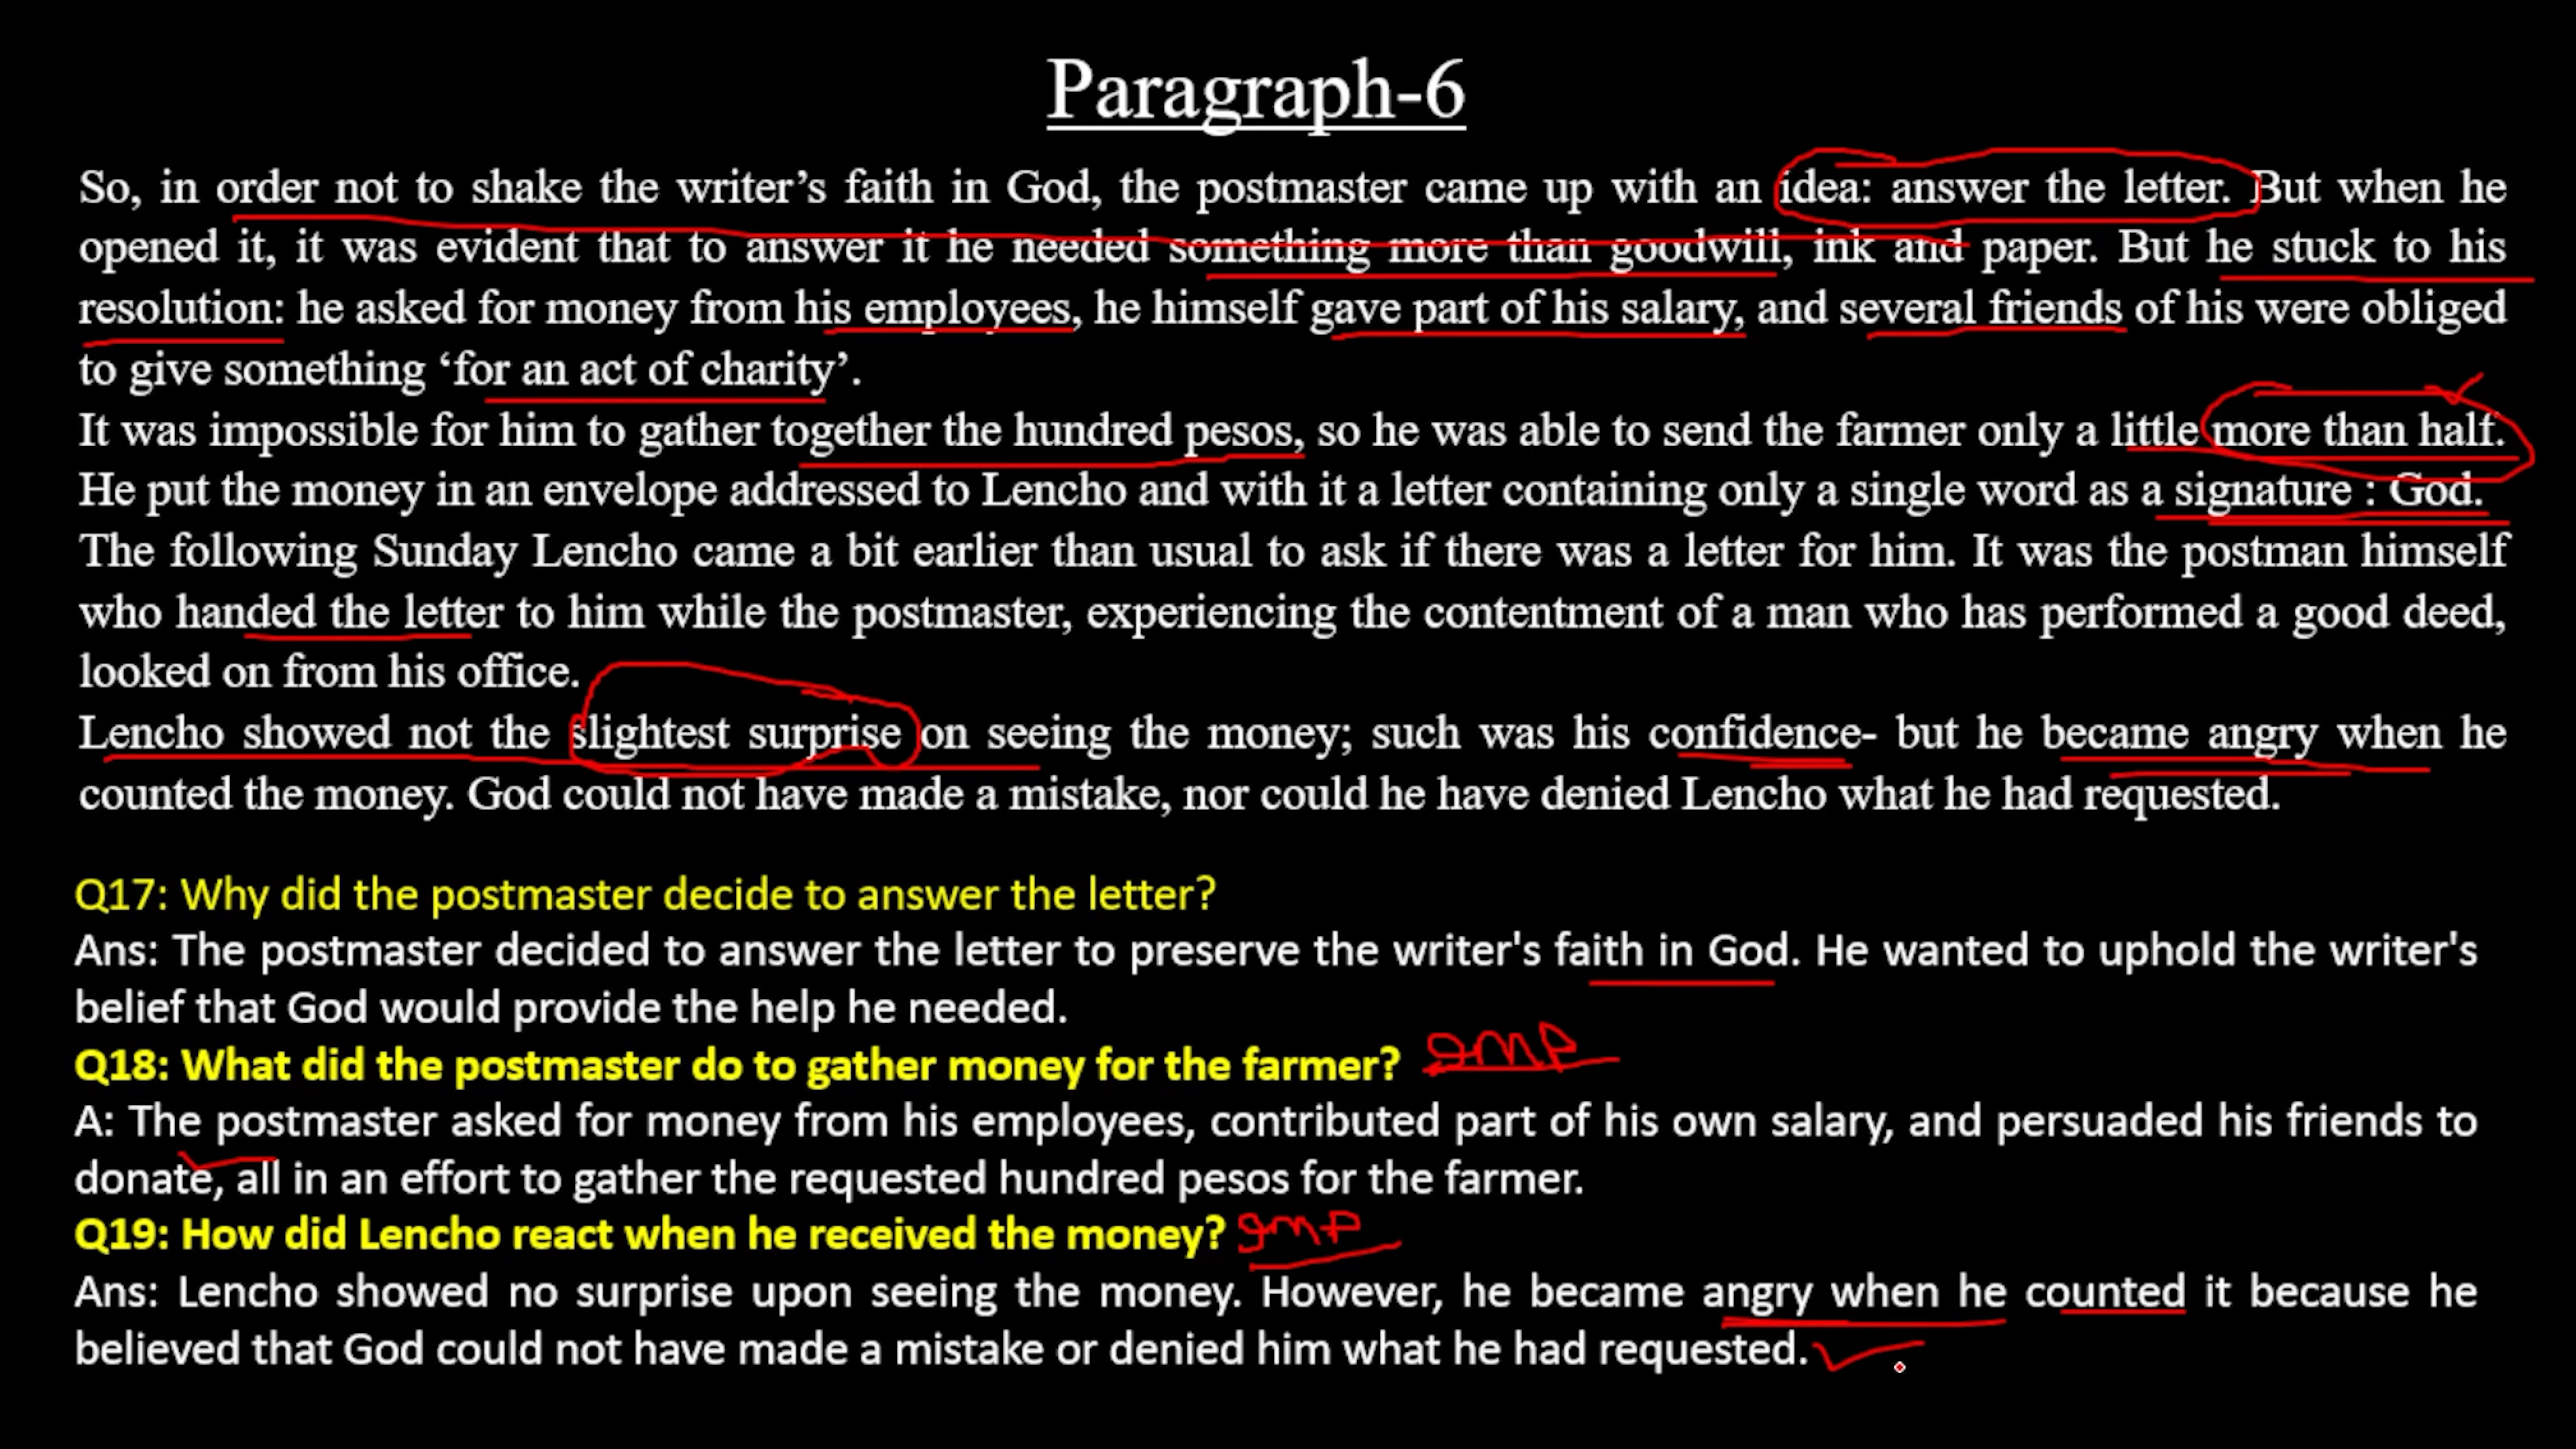 Paragraph-6
So, in order not to shake the writer’s faith in God, the postmaster came up with an idea: answer the letter. But when he
opened it, it was evident that to answer it he needed something more than goodwill, ink and paper. But he stuck to his
resolution: he asked for money from his employees, he himself gave part of his salary, and several friends of his were obliged
to give something ‘for an act of charity’.
It was impossible for him to gather together the hundred pesos, so he was able to send the farmer only a little more than half.
He put the money in an envelope addressed to Lencho and with it a letter containing only a single word as a signature : God.
The following Sunday Lencho came a bit earlier than usual to ask if there was a letter for him. It was the postman himself
who handed the letter to him while the postmaster, experiencing the contentment of a man who has performed a good deed,
looked on from his office.
Lencho showed not the slightest surprise on seeing the money; such was his confidence- but he became angry when he
counted the money. God could not have made a mistake, nor could he have denied Lencho what he had requested.
Q17: Why did the postmaster decide to answer the letter?
Ans: The postmaster decided to answer the letter to preserve the writer's faith in God. He wanted to uphold the writer's
belief that God would provide the help he needed.
Q18: What did the postmaster do to gather money for the farmer? IMP
A: The postmaster asked for money from his employees, contributed part of his own salary, and persuaded his friends to
donate, all in an effort to gather the requested hundred pesos for the farmer.
Q19: How did Lencho react when he received the money? IMP
Ans: Lencho showed no surprise upon seeing the money. However, he became angry when he counted it because he
believed that God could not have made a mistake or denied him what he had requested.